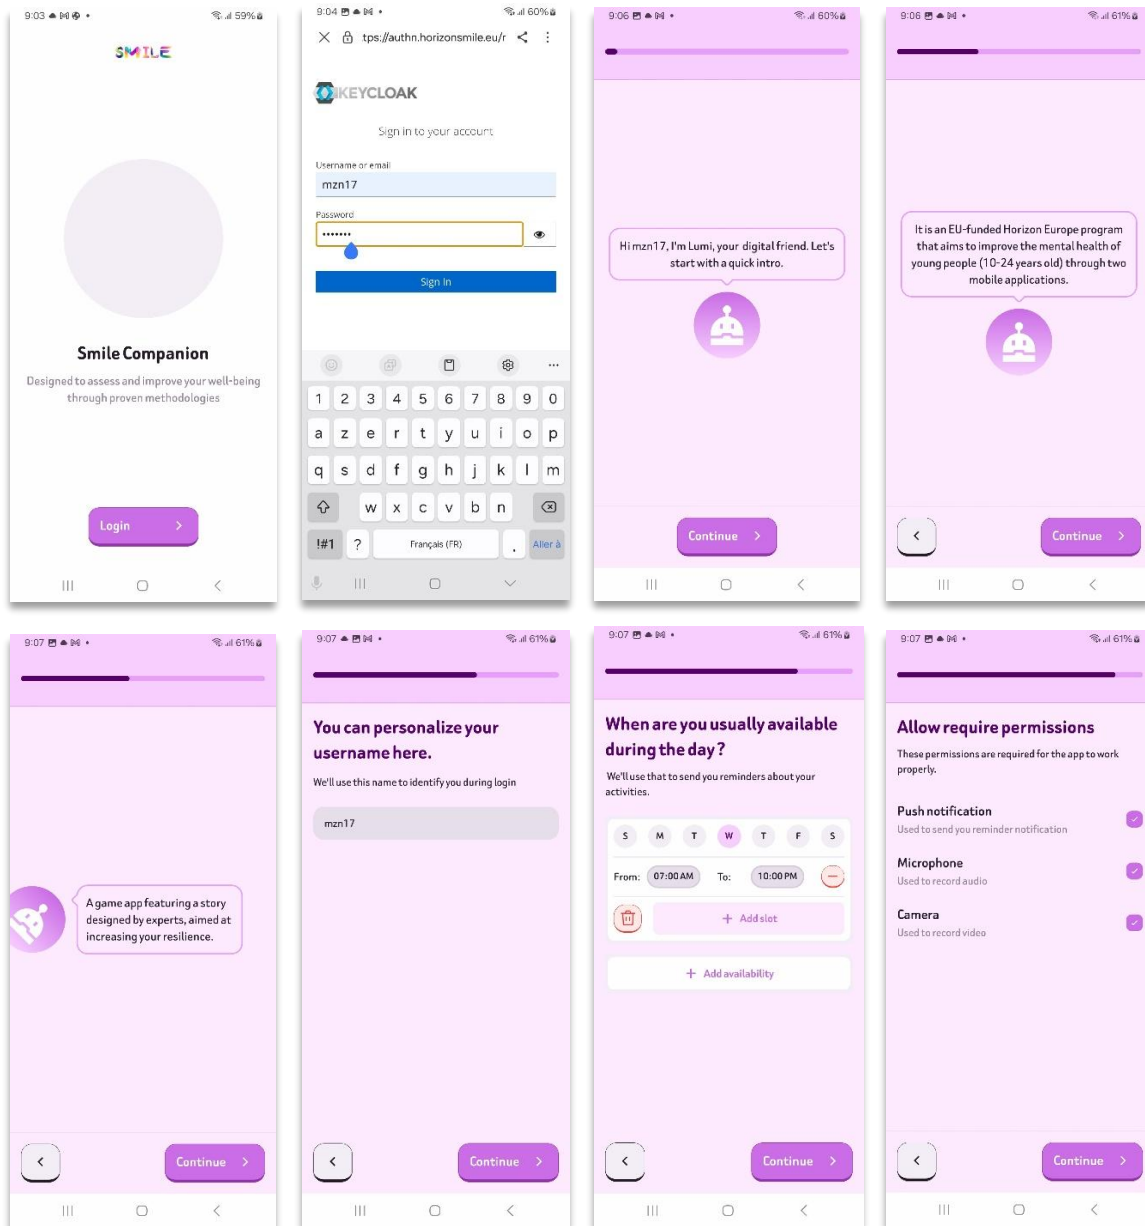 9:03 59%
SMILE
Smile Companion
Designed to assess and improve your well-being
through proven methodologies
Login
9:04 60%
tps://authn.horizonsmile.eu/r
KEYCLOAK
Sign in to your account
Username or email
mzn17
Password
•••••••
Sign In
1 2 3 4 5 6 7 8 9 0
a z e r t y u i o p
q s d f g h j k l m
w x c v b n
!#1 ? Français (FR) . Aller à
9:06 60%
Hi mzn17, I'm Lumi, your digital friend. Let's
start with a quick intro.
Continue
9:06 61%
It is an EU-funded Horizon Europe program
that aims to improve the mental health of
young people (10-24 years old) through two
mobile applications.
Continue
9:07 61%
A game app featuring a story
designed by experts, aimed at
increasing your resilience.
Continue
9:07 61%
You can personalize your
username here.
We'll use this name to identify you during login
mzn17
Continue
9:07 61%
When are you usually available
during the day?
We'll use that to send you reminders about your
activities.
S M T W T F S
From: 07:00 AM To: 10:00 PM
+ Add slot
+ Add availability
Continue
9:07 61%
Allow require permissions
These permissions are required for the app to work
properly.
Push notification
Used to send you reminder notification
Microphone
Used to record audio
Camera
Used to record video
Continue